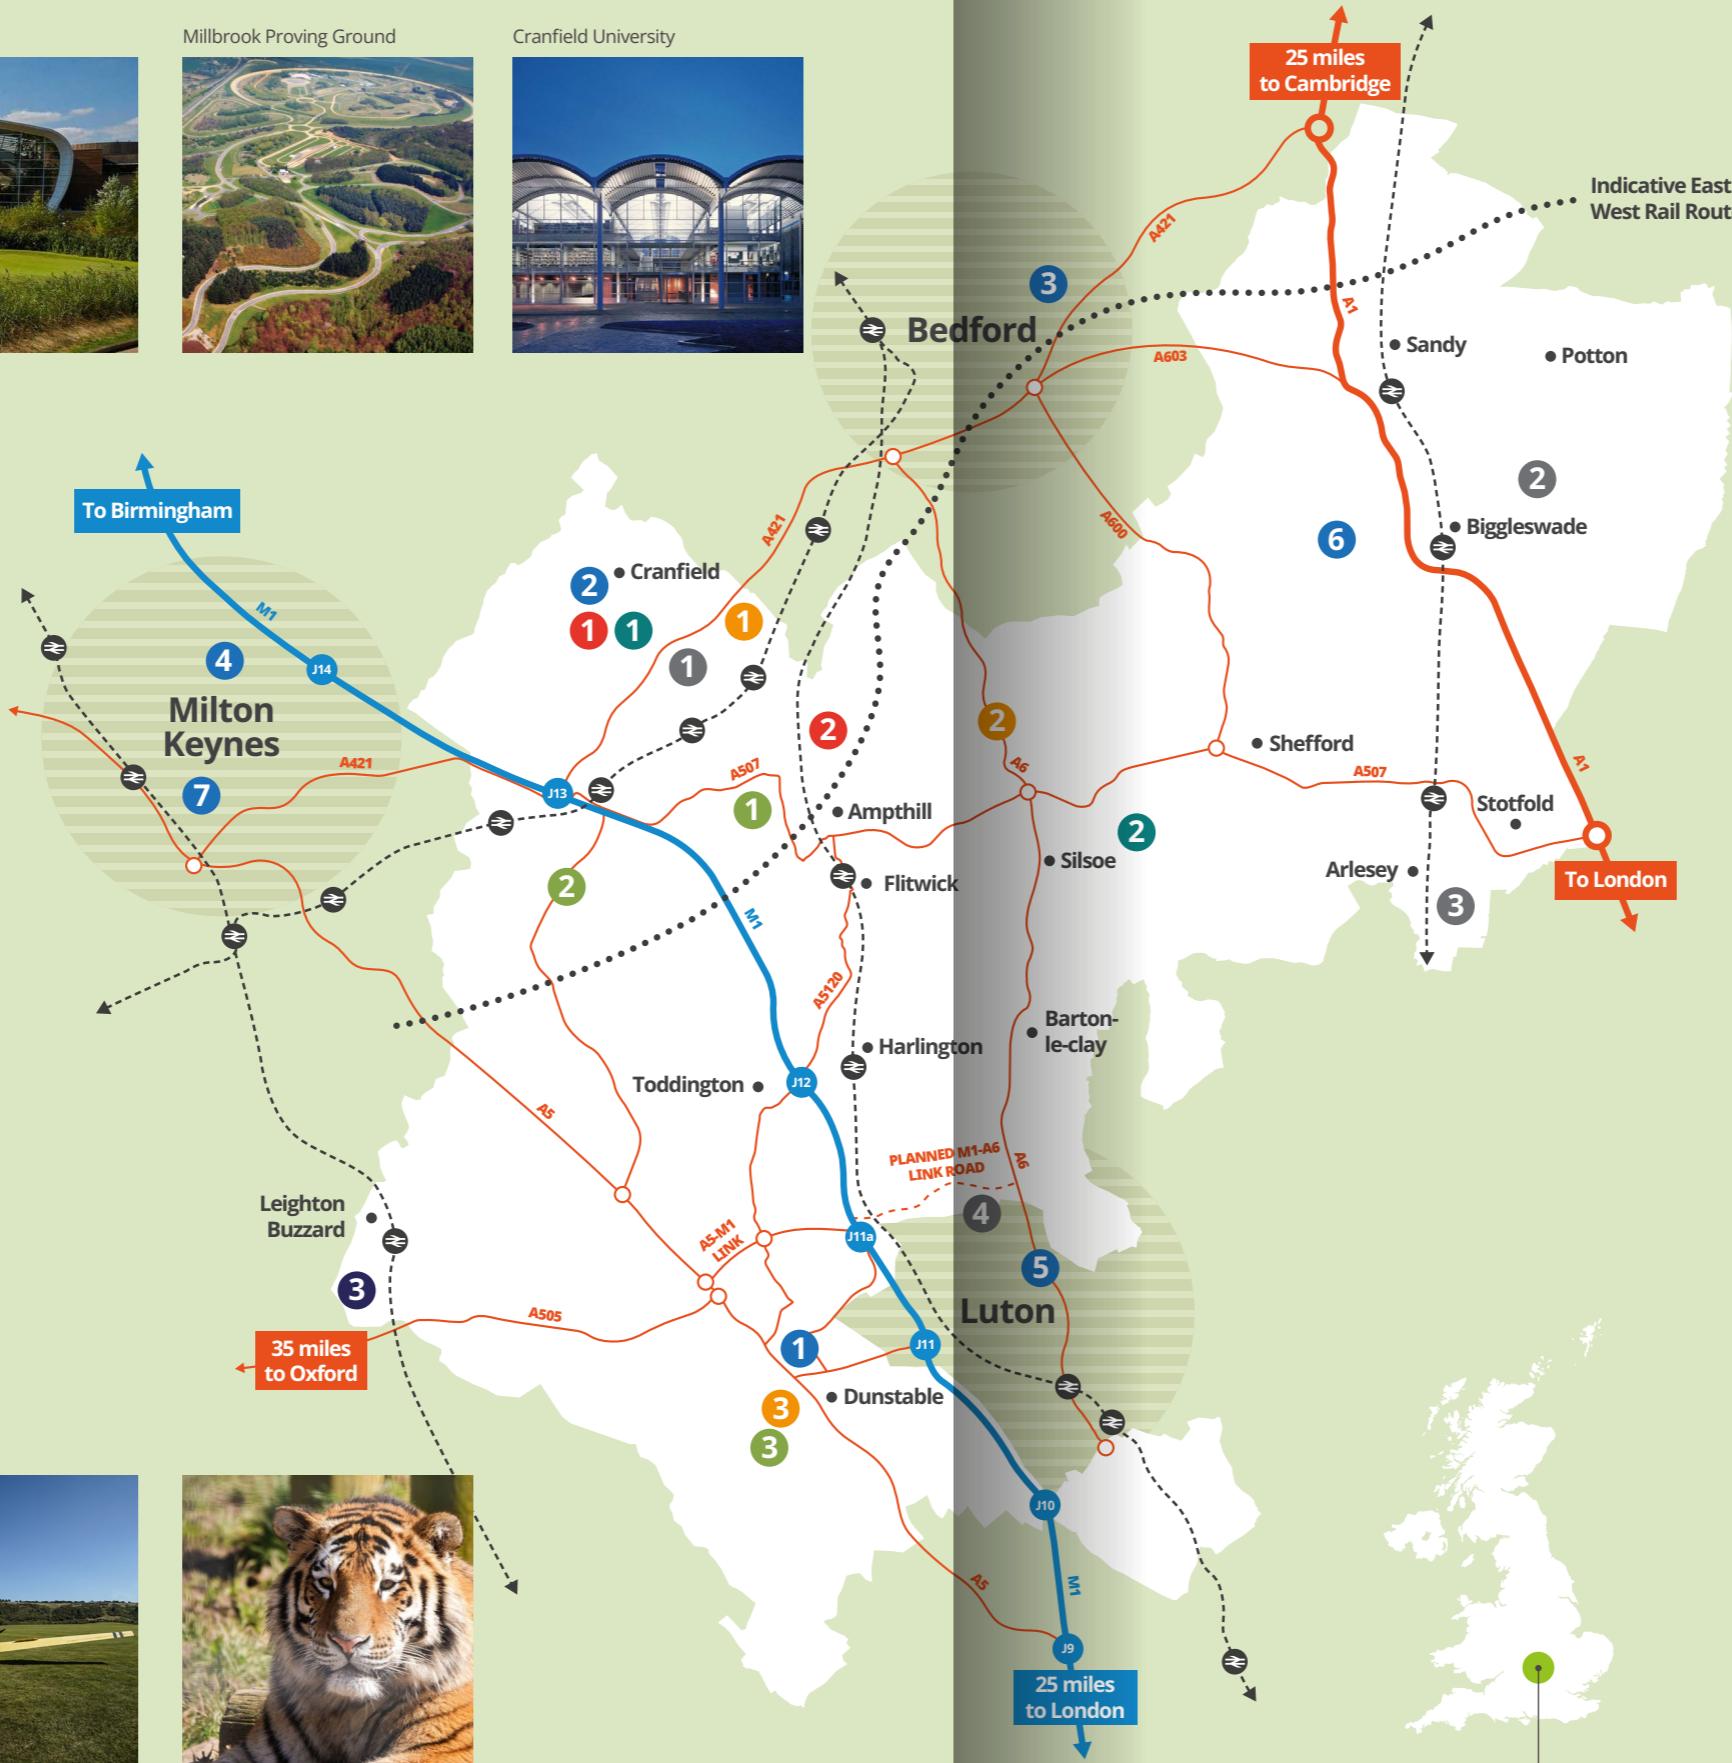 Millbrook Proving Ground
Cranfield University
25 miles
to Cambridge
Indicative East
West Rail Rout
A421
3
Bedford
A1
A603
Sandy
Potton
To Birmingham
M1
A421
A600
2
6
Biggleswade
2
Cranfield
1
1
1
1
4
J14
Milton
Keynes
7
A421
J13
2
2
A6
A507
1
Ampthill
Shefford
A507
A1
Stotfold
2
Silsoe
Arlesey
3
To London
2
Flitwick
M1
A5120
Barton-
le-clay
Harlington
Toddington
J12
A5
PLANNED M1-A6
LINK ROAD
A6
Leighton
Buzzard
4
A5-M1
LINK
J11a
3
5
Luton
A505
35 miles
to Oxford
1
J11
3
Dunstable
3
J10
A5
M1
J9
25 miles
to London